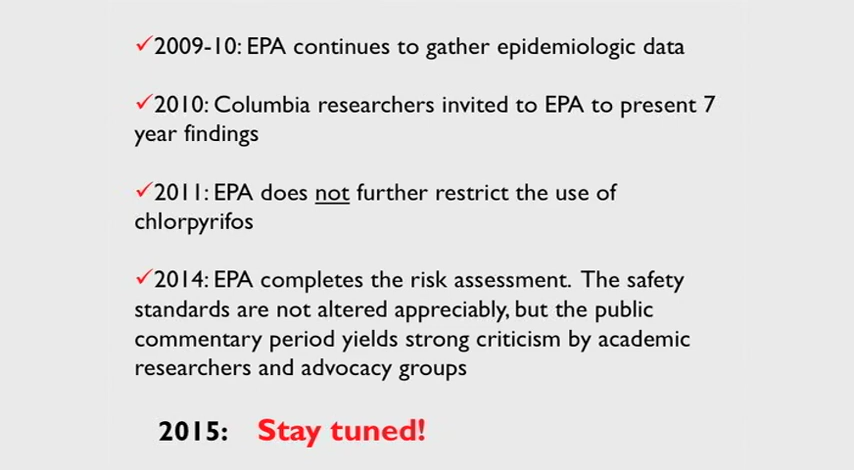 ✓2009-10: EPA continues to gather epidemiologic data
✓2010: Columbia researchers invited to EPA to present 7
year findings
✓2011: EPA does not further restrict the use of
chlorpyrifos
✓2014: EPA completes the risk assessment. The safety
standards are not altered appreciably, but the public
commentary period yields strong criticism by academic
researchers and advocacy groups
2015: Stay tuned!